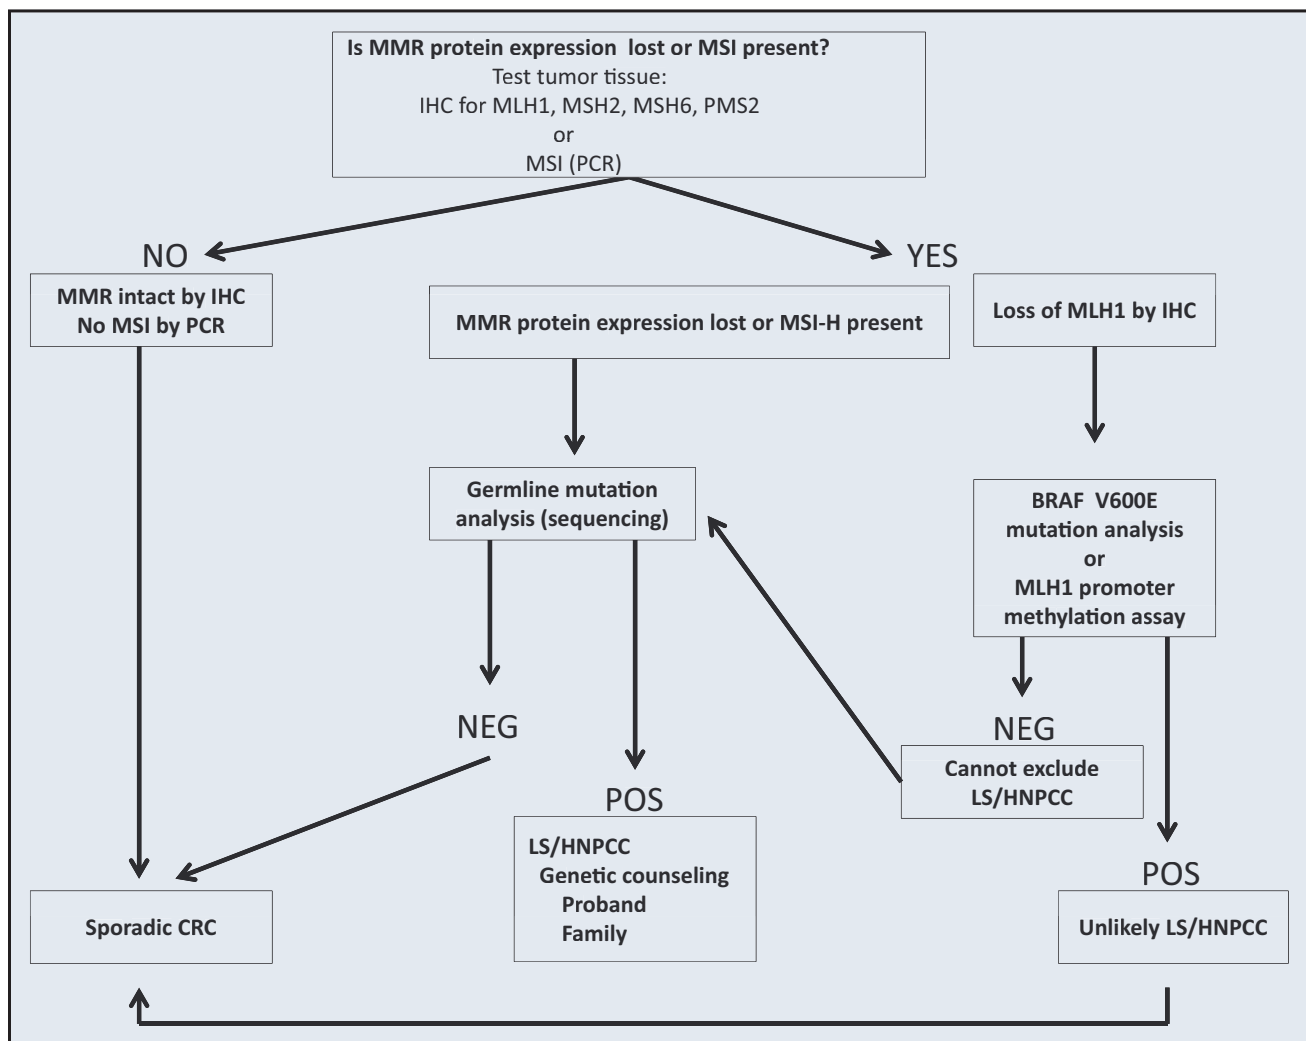 Is MMR protein expression lost or MSI present?
Test tumor tissue:
IHC for MLH1, MSH2, MSH6, PMS2
or
MSI (PCR)
NO
YES
MMR intact by IHC
No MSI by PCR
MMR protein expression lost or MSI-H present
Loss of MLH1 by IHC
Germline mutation
analysis (sequencing)
BRAF V600E
mutation analysis
or
MLH1 promoter
methylation assay
NEG
NEG
Cannot exclude
LS/HNPCC
POS
LS/HNPCC
Genetic counseling
Proband
Family
POS
Sporadic CRC
Unlikely LS/HNPCC